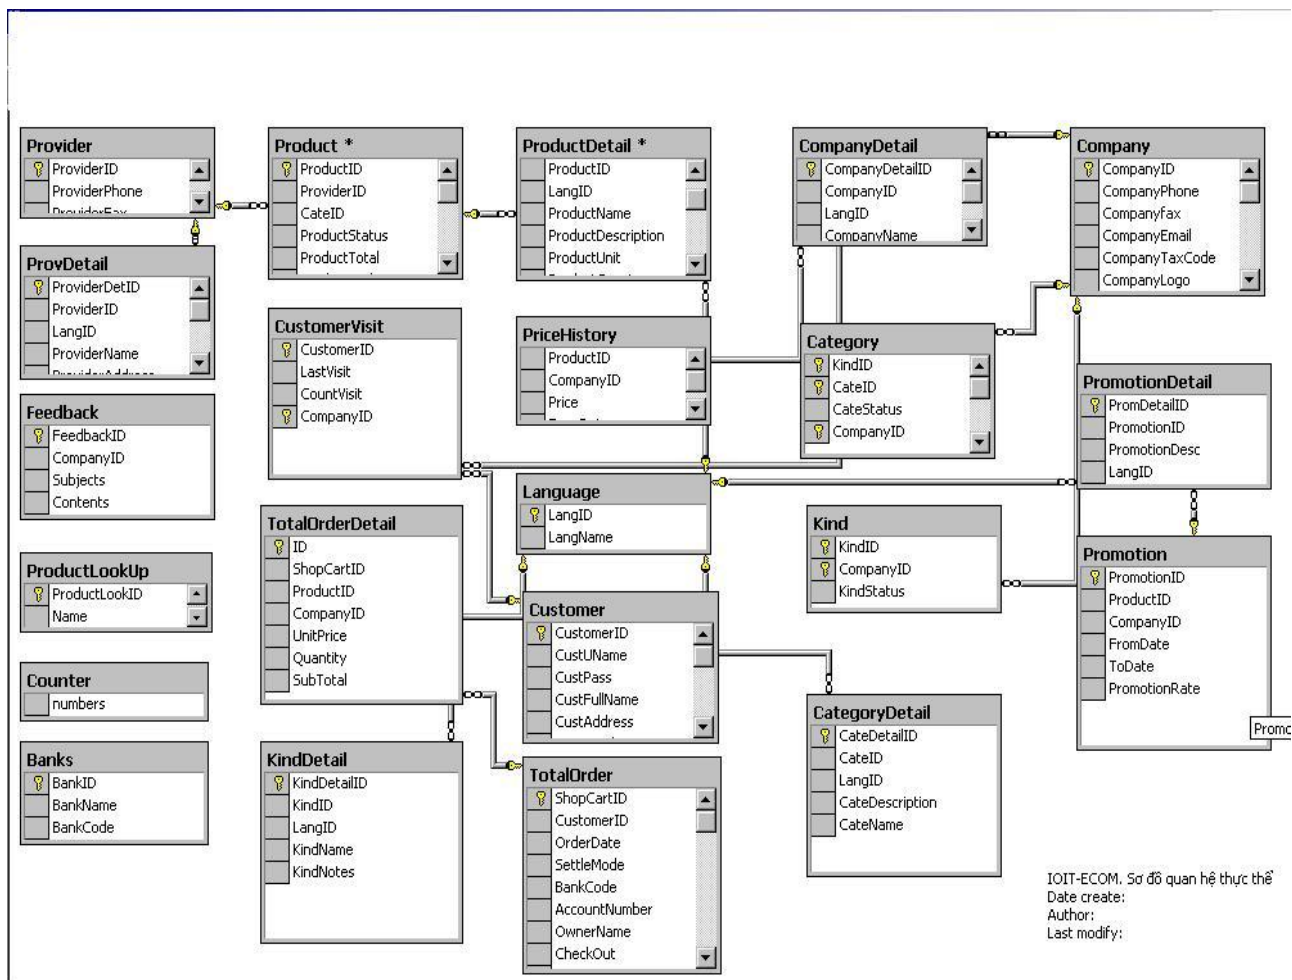 Provider
ProviderID
ProviderPhone
ProviderFax
Product *
ProductID
ProviderID
CateID
ProductStatus
ProductTotal
ProductDetail *
ProductID
LangID
ProductName
ProductDescription
ProductUnit
CompanyDetail
CompanyDetailID
CompanyID
LangID
CompanyName
Company
CompanyID
CompanyPhone
Companyfax
CompanyEmail
CompanyTaxCode
CompanyLogo
ProvDetail
ProviderDetID
ProviderID
LangID
ProviderName
ProviderAddress
CustomerVisit
CustomerID
LastVisit
CountVisit
CompanyID
PriceHistory
ProductID
CompanyID
Price
Category
KindID
CateID
CateStatus
CompanyID
PromotionDetail
PromDetailID
PromotionID
PromotionDesc
LangID
Feedback
FeedbackID
CompanyID
Subjects
Contents
Language
LangID
LangName
TotalOrderDetail
ID
ShopCartID
ProductID
CompanyID
UnitPrice
Quantity
SubTotal
Kind
KindID
CompanyID
KindStatus
Promotion
PromotionID
ProductID
CompanyID
FromDate
ToDate
PromotionRate
Promo
ProductLookUp
ProductLookID
Name
Customer
CustomerID
CustUName
CustPass
CustFullName
CustAddress
Counter
numbers
CategoryDetail
CateDetailID
CateID
LangID
CateDescription
CateName
Banks
BankID
BankName
BankCode
KindDetail
KindDetailID
KindID
LangID
KindName
KindNotes
TotalOrder
ShopCartID
CustomerID
OrderDate
SettleMode
BankCode
AccountNumber
OwnerName
CheckOut
IOIT-ECOM. Sơ đồ quan hệ thực thể
Date create:
Author:
Last modify: